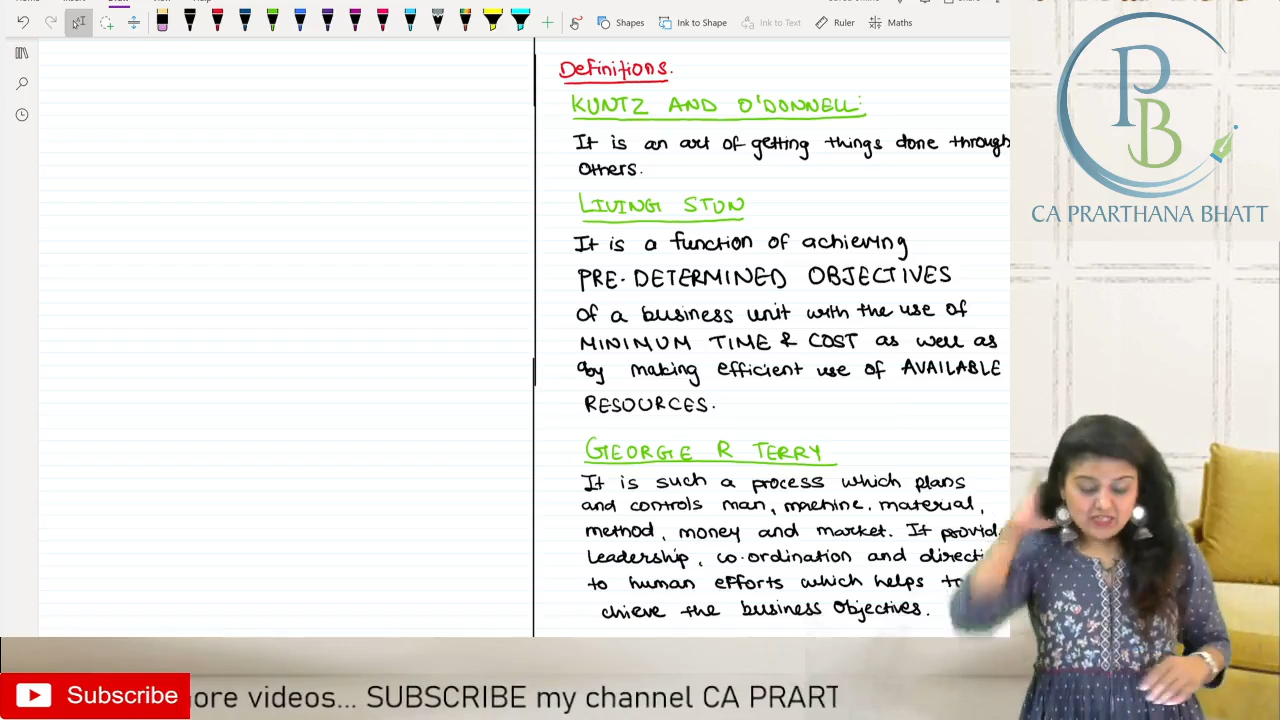 Shapes
Ink to Shape
Ink to Text
Ruler
Maths
Definitions.
KUNTZ AND O'DONNELL:
It is an art of getting things done through
others.
LIVING STON
It is a function of achieving
PRE-DETERMINED OBJECTIVES
of a business unit with the use of
MINIMUM TIME & COST as well as
by making efficient use of AVAILABLE
RESOURCES.
GEORGE R TERRY
It is such a process which plans
and controls man, machine, material,
method, money and market. It provid
leadership, co-ordination and directi
to human efforts which helps to
chieve the business objectives.
PB
CA PRARTHANA BHATT
Subscribe
ore videos... SUBSCRIBE my channel CA PRART